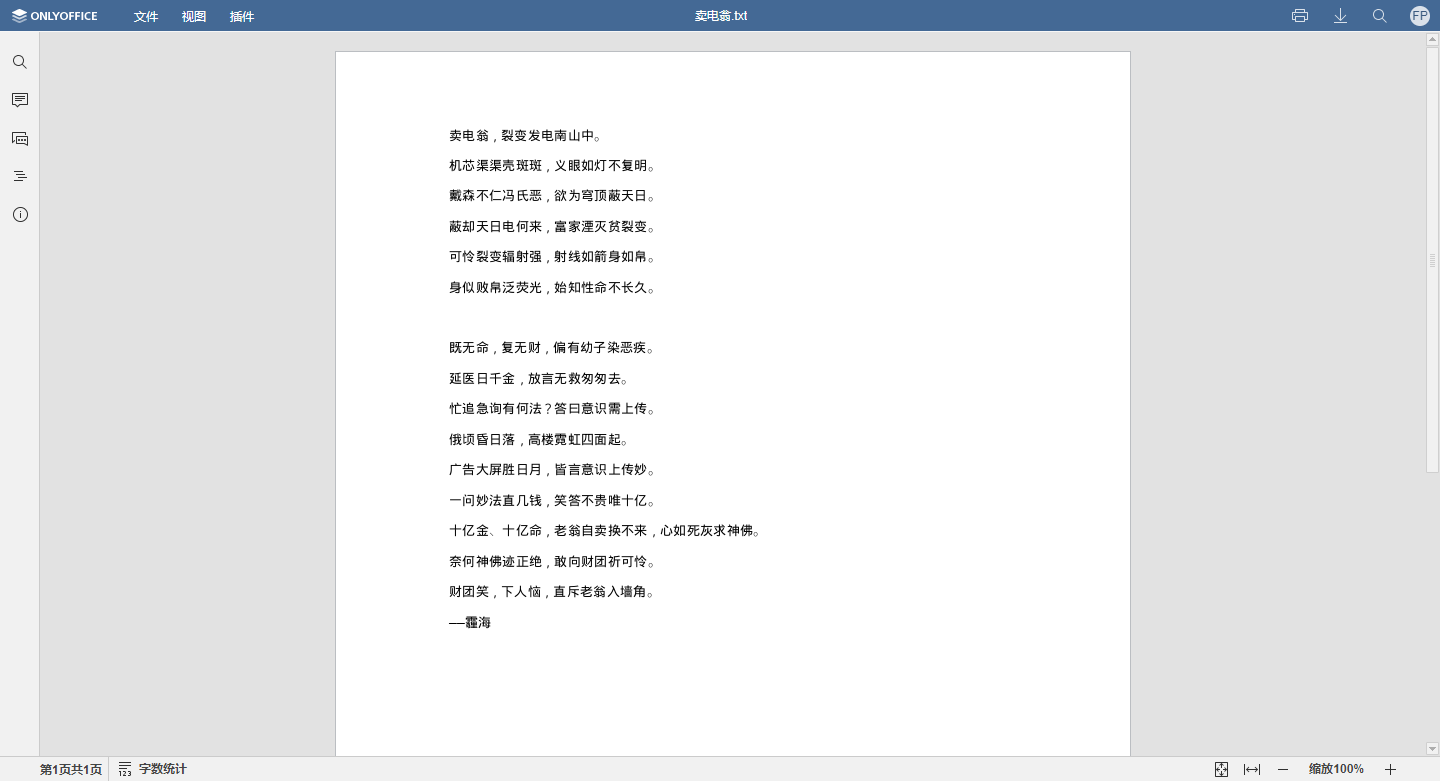 ONLYOFFICE 文件 视图 插件 卖电翁.txt FP
卖电翁，裂变发电南山中。
机芯渠渠壳斑斑，义眼如灯不复明。
戴森不仁冯氏恶，欲为穹顶蔽天日。
蔽却天日电何来，富家湮灭贫裂变。
可怜裂变辐射强，射线如箭身如帛。
身似败帛泛荧光，始知性命不长久。
既无命，复无财，偏有幼子染恶疾。
延医日千金，放言无救匆匆去。
忙追急询有何法？答曰意识需上传。
俄顷昏日落，高楼霓虹四面起。
广告大屏胜日月，皆言意识上传妙。
一问妙法直几钱，笑答不贵唯十亿。
十亿金、十亿命，老翁自卖换不来，心如死灰求神佛。
奈何神佛迹正绝，敢向财团祈可怜。
财团笑，下人恼，直斥老翁入墙角。
——霾海
第1页共1页 123 字数统计 缩放100%